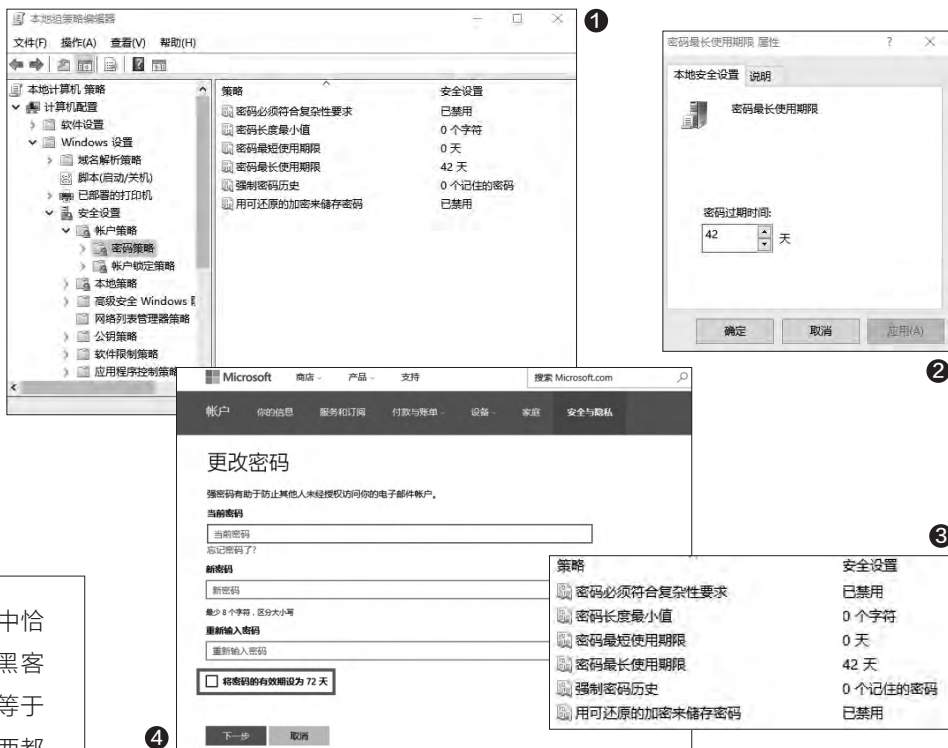 本地组策略编辑器
文件(F) 操作(A) 查看(V) 帮助(H)
本地计算机 策略
计算机配置
软件设置
Windows 设置
域名解析策略
脚本(启动/关机)
已部署的打印机
安全设置
帐户策略
密码策略
帐户锁定策略
本地策略
高级安全 Windows
网络列表管理器策略
公钥策略
软件限制策略
应用程序控制策略
策略 安全设置
密码必须符合复杂性要求 已禁用
密码长度最小值 0 个字符
密码最短使用期限 0 天
密码最长使用期限 42 天
强制密码历史 0 个记住的密码
用可还原的加密来储存密码 已禁用
❶
密码最长使用期限 属性 ?
本地安全设置 说明
密码最长使用期限
密码过期时间:
42 天
确定 取消 应用(A)
❷
Microsoft 商店 产品 支持 搜索 Microsoft.com
帐户 你的信息 服务和订阅 付款与账单 设备 家庭 安全与隐私
更改密码
强密码有助于防止其他人未经授权访问你的电子邮件帐户。
当前密码
当前密码
忘记密码了?
新密码
新密码
最少 8 个字符，区分大小写
重新输入密码
重新输入密码
将密码的有效期设为 72 天
下一步 取消
❹
❸
策略 安全设置
密码必须符合复杂性要求 已禁用
密码长度最小值 0 个字符
密码最短使用期限 0 天
密码最长使用期限 42 天
强制密码历史 0 个记住的密码
用可还原的加密来储存密码 已禁用
中恰
黑客
等于
要都